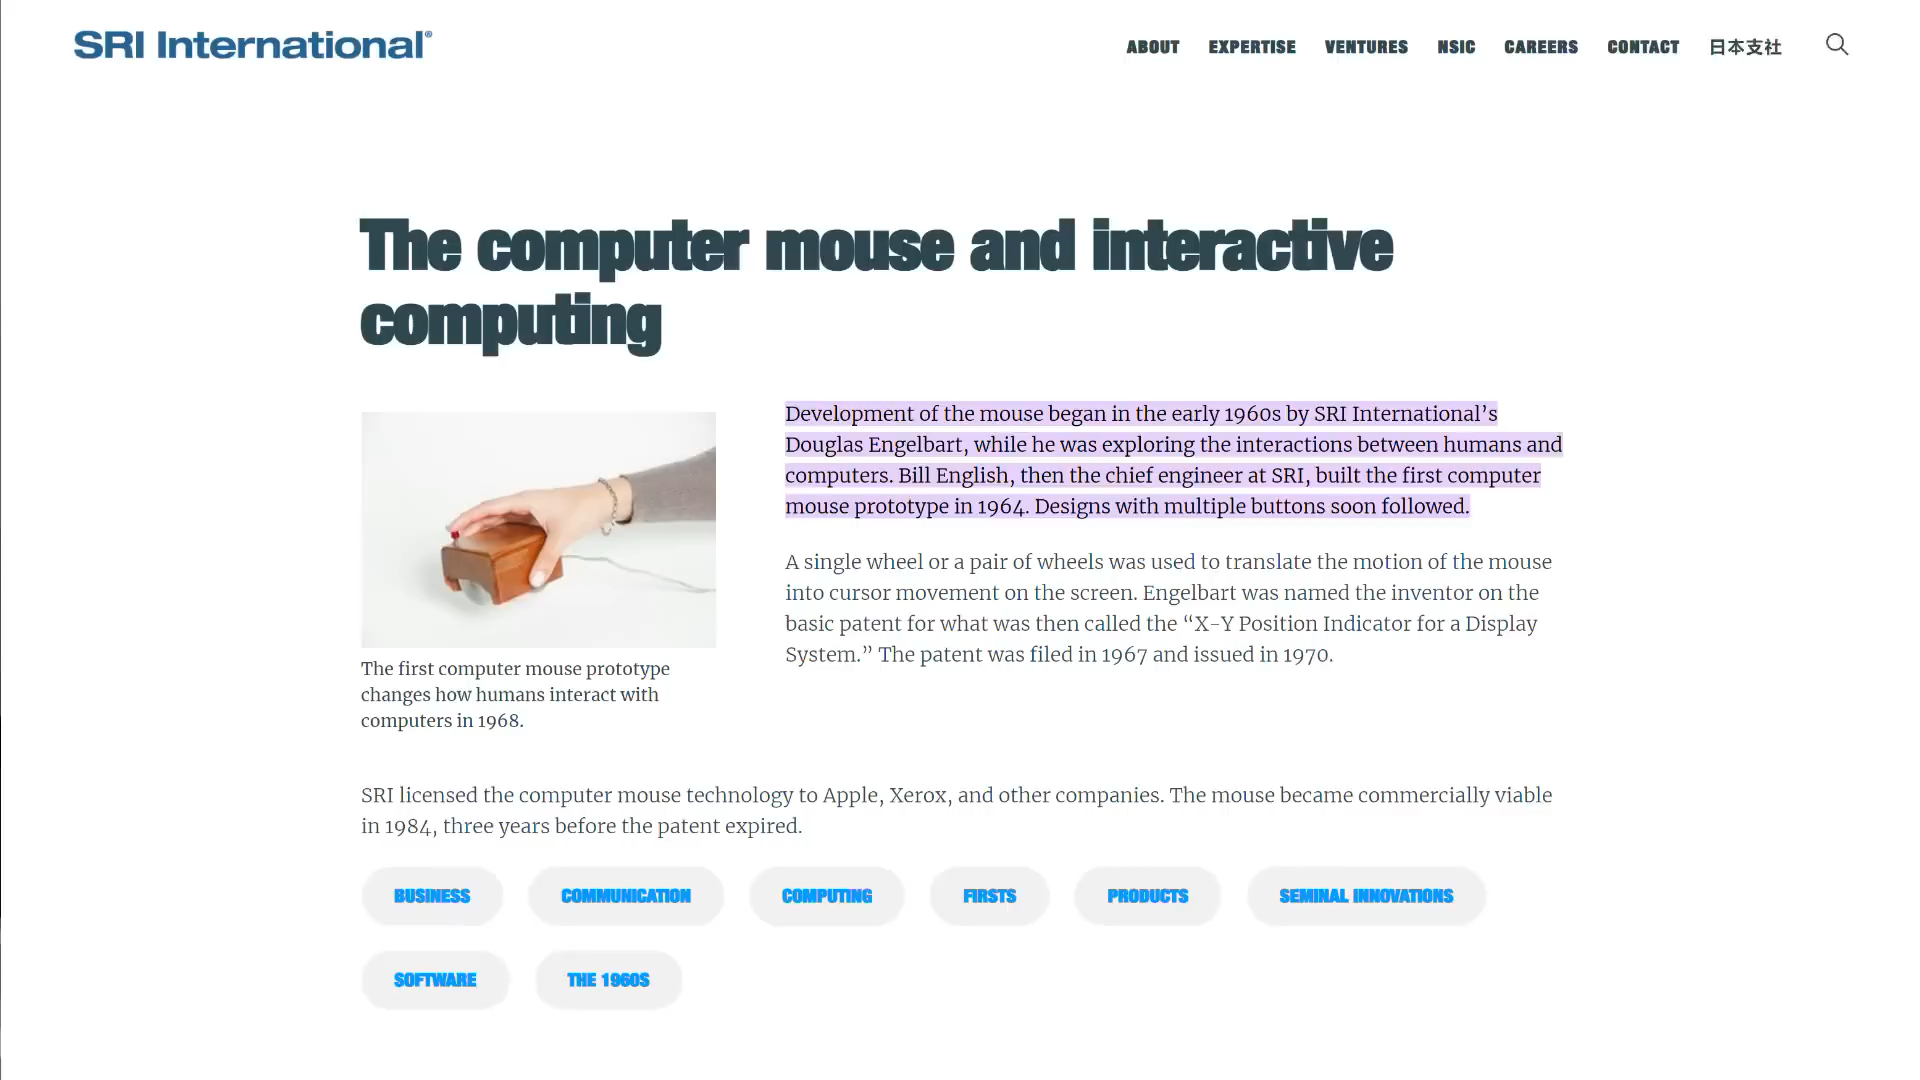 SRI International®
ABOUT EXPERTISE VENTURES NSIC CAREERS CONTACT 日本支社
The computer mouse and interactive
computing
Development of the mouse began in the early 1960s by SRI International’s
Douglas Engelbart, while he was exploring the interactions between humans and
computers. Bill English, then the chief engineer at SRI, built the first computer
mouse prototype in 1964. Designs with multiple buttons soon followed.
A single wheel or a pair of wheels was used to translate the motion of the mouse
into cursor movement on the screen. Engelbart was named the inventor on the
basic patent for what was then called the “X-Y Position Indicator for a Display
System.” The patent was filed in 1967 and issued in 1970.
The first computer mouse prototype
changes how humans interact with
computers in 1968.
SRI licensed the computer mouse technology to Apple, Xerox, and other companies. The mouse became commercially viable
in 1984, three years before the patent expired.
BUSINESS COMMUNICATION COMPUTING FIRSTS PRODUCTS SEMINAL INNOVATIONS
SOFTWARE THE 1960S